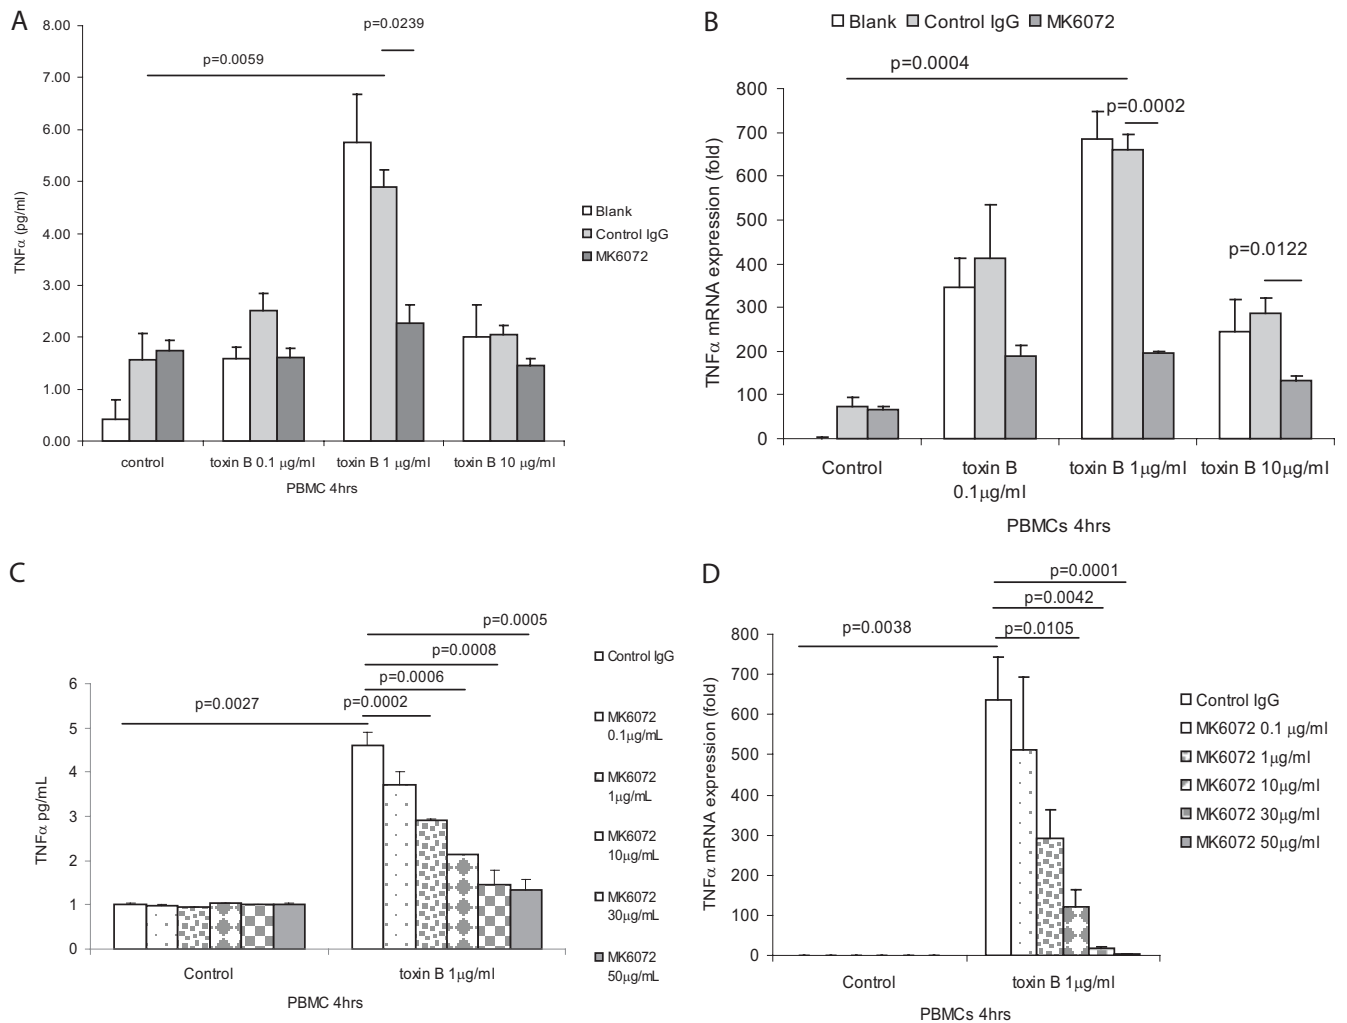 A
p=0.0239
8.00
p=0.0059
7.00
6.00
5.00
4.00
3.00
2.00
1.00
0.00
TNFα (pg/ml)
Blank
Control IgG
MK6072
control
toxin B 0.1 μg/ml
toxin B 1 μg/ml
toxin B 10 μg/ml
PBMC 4hrs
B
Blank
Control IgG
MK6072
p=0.0004
p=0.0002
p=0.0122
800
700
600
500
400
300
200
100
0
TNFα mRNA expression (fold)
Control
toxin B
0.1μg/ml
toxin B 1μg/ml
toxin B 10μg/ml
PBMCs 4hrs
C
p=0.0005
p=0.0008
p=0.0006
p=0.0002
p=0.0027
6
5
4
3
2
1
0
TNFα pg/mL
Control
toxin B 1μg/ml
PBMC 4hrs
Control IgG
MK6072
0.1μg/mL
MK6072
1μg/mL
MK6072
10μg/mL
MK6072
30μg/mL
MK6072
50μg/mL
D
p=0.0001
p=0.0042
p=0.0105
p=0.0038
800
700
600
500
400
300
200
100
0
TNFα mRNA expression (fold)
Control
toxin B 1μg/ml
PBMCs 4hrs
Control IgG
MK6072 0.1 μg/ml
MK6072 1μg/ml
MK6072 10μg/ml
MK6072 30μg/ml
MK6072 50μg/ml